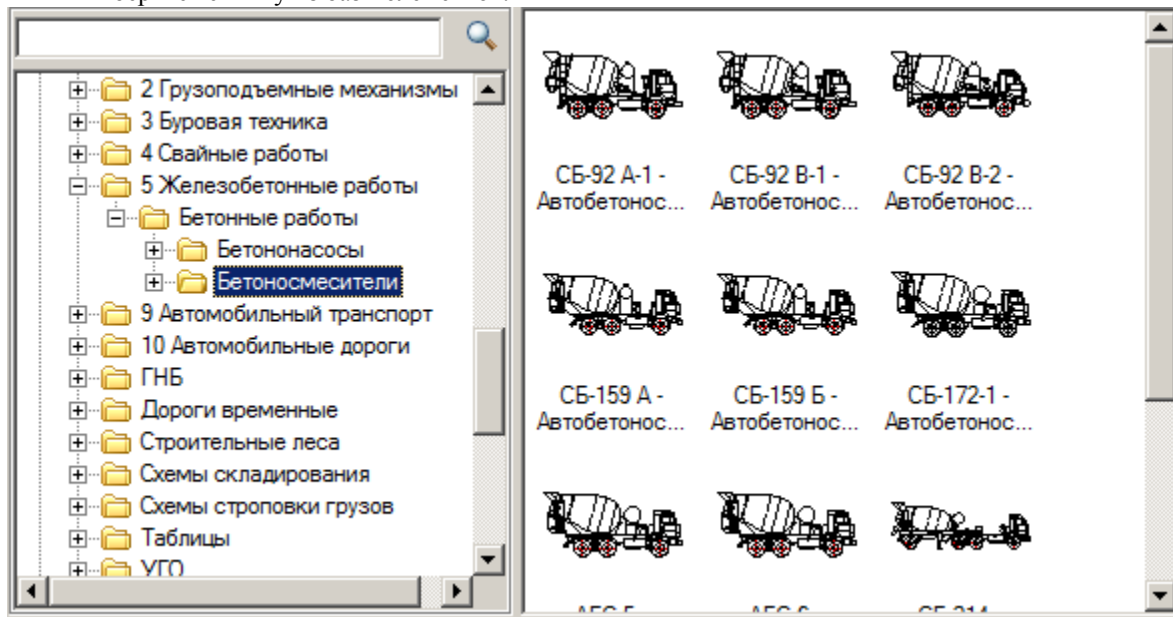 2 Грузоподъемные механизмы
3 Буровая техника
4 Свайные работы
5 Железобетонные работы
Бетонные работы
Бетононасосы
Бетоносмесители
9 Автомобильный транспорт
10 Автомобильные дороги
ГНБ
Дороги временные
Строительные леса
Схемы складирования
Схемы строповки грузов
Таблицы
УГО
СБ-92 А-1 -
Автобетонос...
СБ-92 В-1 -
Автобетонос...
СБ-92 В-2 -
Автобетонос...
СБ-159 А -
Автобетонос...
СБ-159 Б -
Автобетонос...
СБ-172-1 -
Автобетонос...